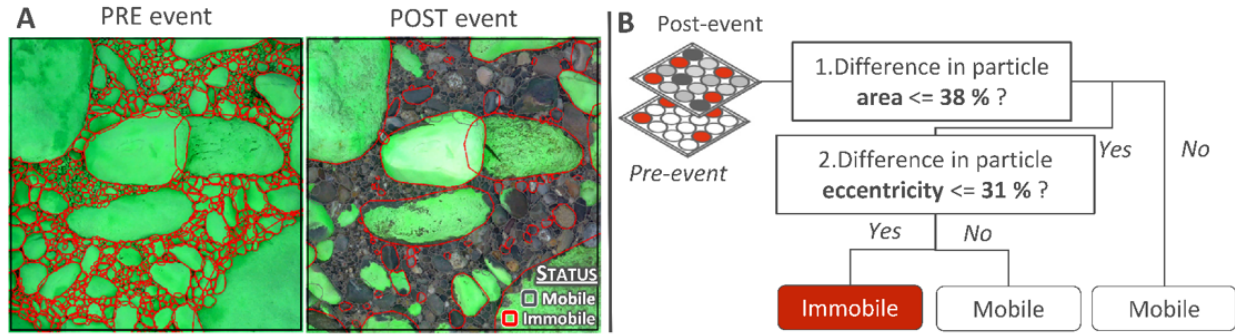 A
PRE event
POST event
STATUS
Mobile
Immobile
B
Post-event
Pre-event
1.Difference in particle
area <= 38 % ?
Yes
No
2.Difference in particle
eccentricity <= 31 % ?
Yes
No
Immobile
Mobile
Mobile